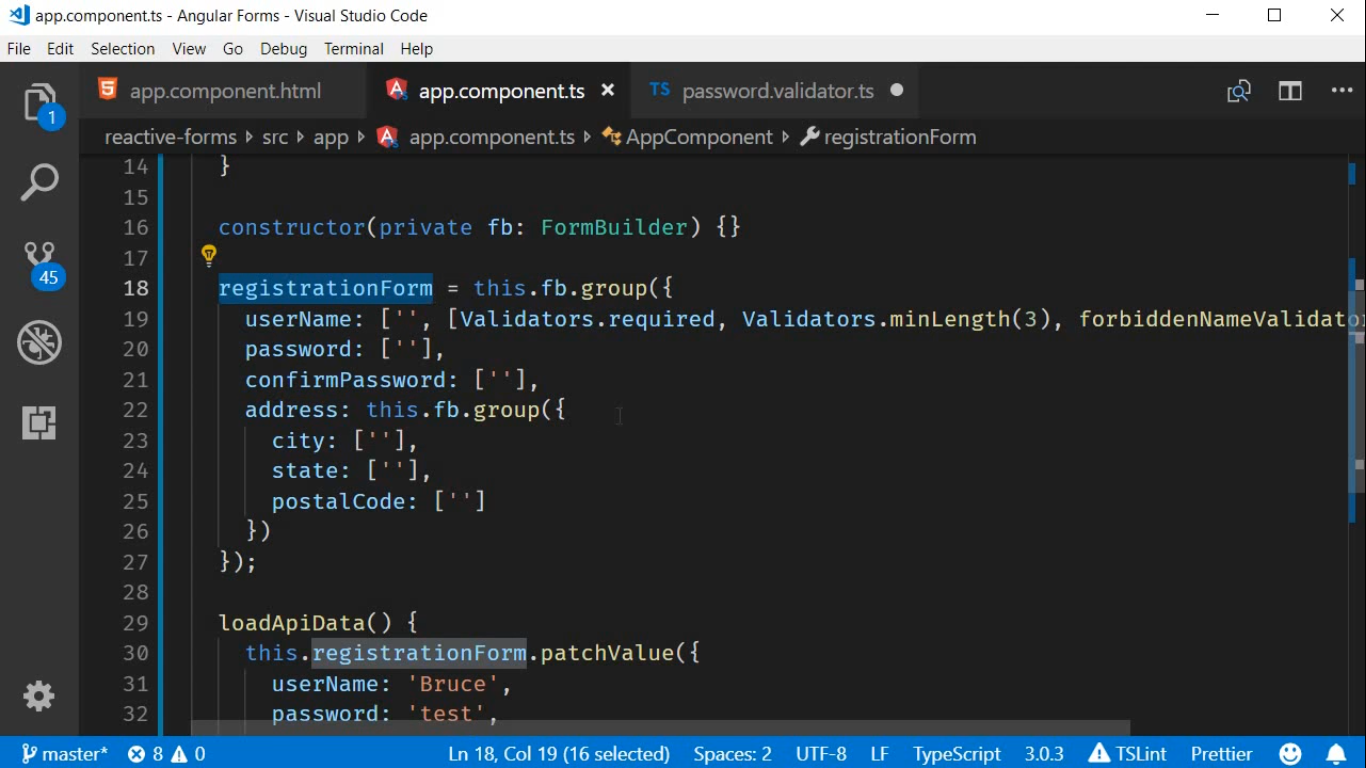 app.component.ts - Angular Forms - Visual Studio Code
File Edit Selection View Go Debug Terminal Help
app.component.html app.component.ts × TS password.validator.ts
1
reactive-forms src app app.component.ts AppComponent registrationForm
14 }
15
16 constructor(private fb: FormBuilder) {}
17
18 registrationForm = this.fb.group({
19 userName: ['', [Validators.required, Validators.minLength(3), forbiddenNameValidator
20 password: [''],
21 confirmPassword: [''],
22 address: this.fb.group({
23 city: [''],
24 state: [''],
25 postalCode: ['']
26 })
27 });
28
29 loadApiData() {
30 this.registrationForm.patchValue({
31 userName: 'Bruce',
32 password: 'test',
45
master* 8 0 Ln 18, Col 19 (16 selected) Spaces: 2 UTF-8 LF TypeScript 3.0.3 TSLint Prettier